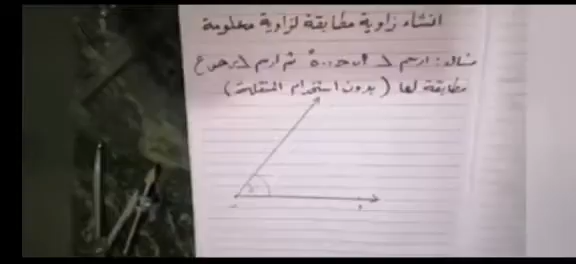 انشاء زاوية مطابقة لزاوية معلومة
مثال: ارسم ثم ارسم
مطابقة لها (بدون استخدام المنقلة)